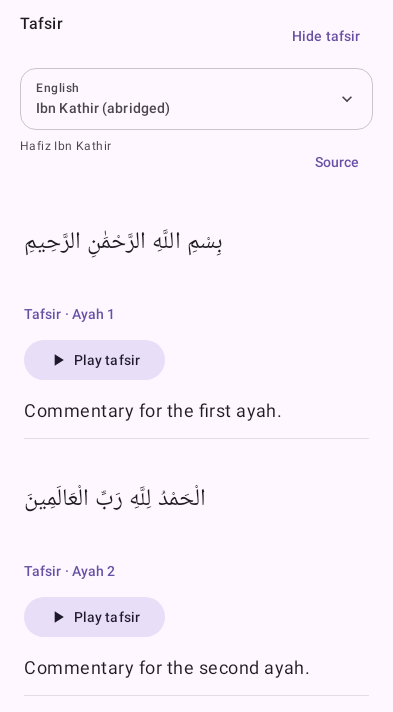 Tafsir
Hide tafsir
English
Ibn Kathir (abridged)
Hafiz Ibn Kathir
Source
بِسْمِ اللَّهِ الرَّحْمَٰنِ الرَّحِيمِ
Tafsir · Ayah 1
Play tafsir
Commentary for the first ayah.
الْحَمْدُ لِلَّهِ رَبِّ الْعَالَمِينَ
Tafsir · Ayah 2
Play tafsir
Commentary for the second ayah.